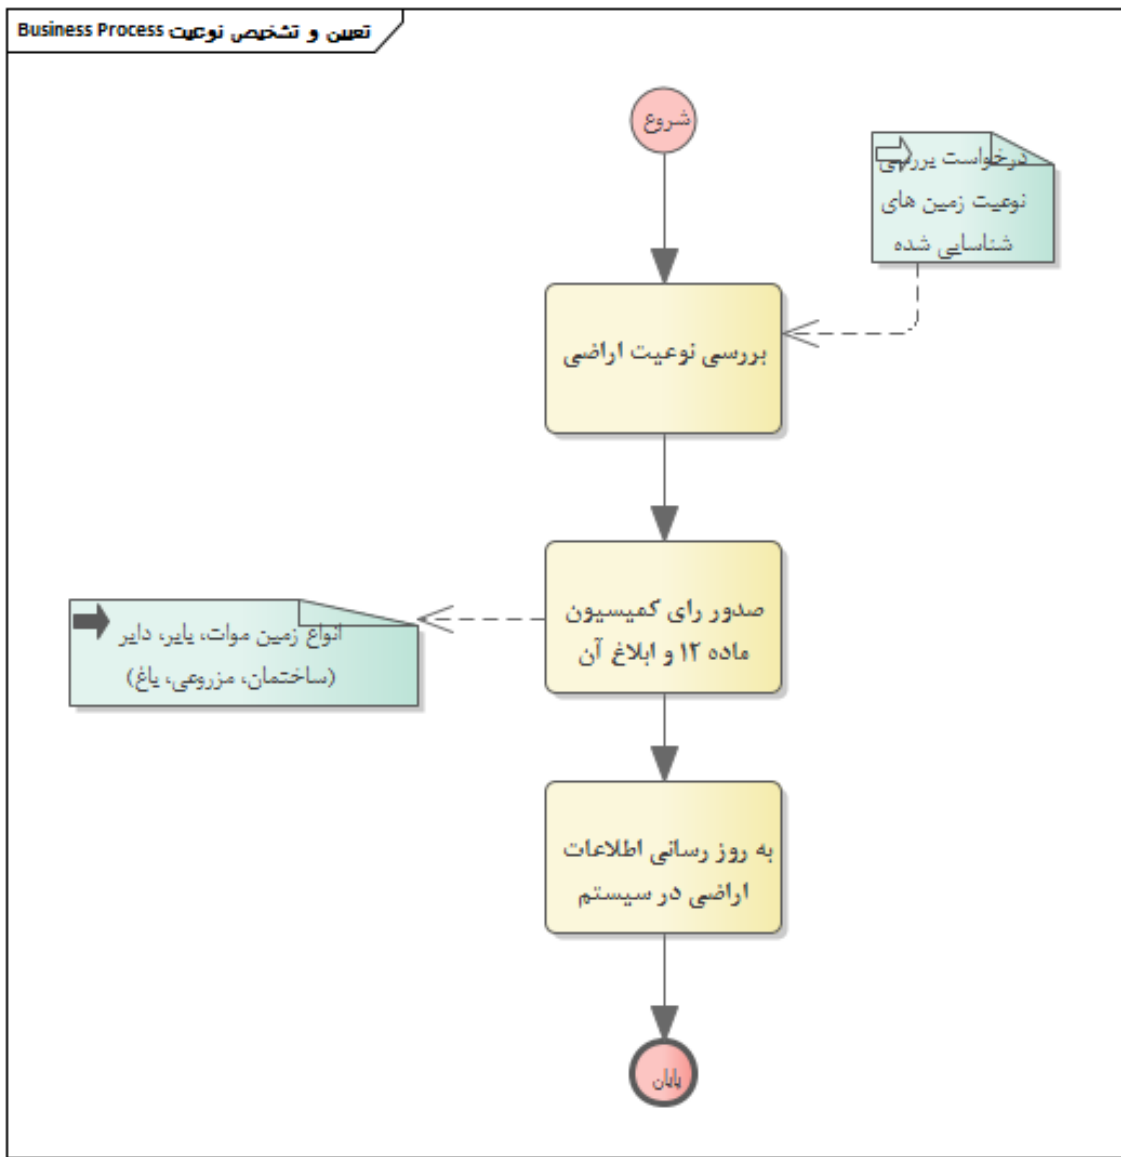 Business Process تعیین و تشخیص نوعیت
شروع
درخواست بررسی
نوعیت زمین های
شناسایی شده
بررسی نوعیت اراضی
صدور رای کمیسیون
ماده ۱۲ و ابلاغ آن
انواع زمین موات، بایر، دایر
(ساختمان، مزروعی، باغ)
به روز رسانی اطلاعات
اراضی در سیستم
پایان